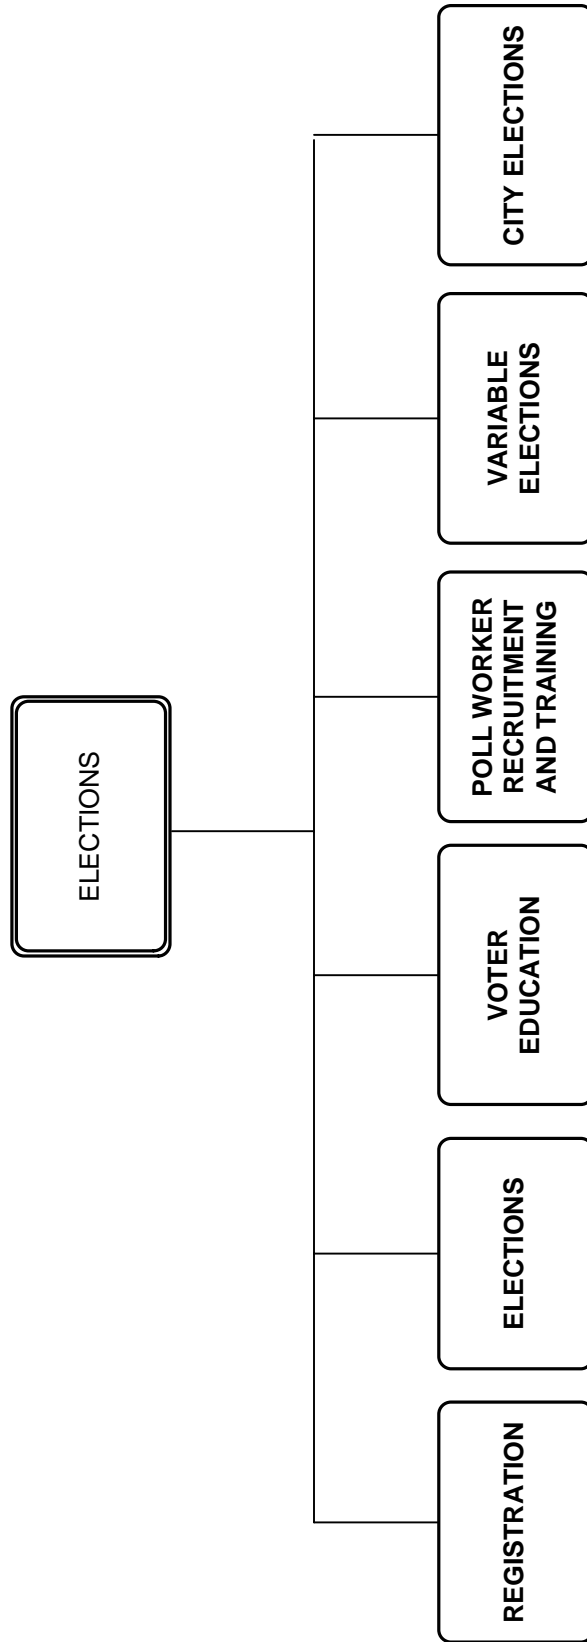 ELECTIONS
REGISTRATION
ELECTIONS
VOTER
EDUCATION
POLL WORKER
RECRUITMENT
AND TRAINING
VARIABLE
ELECTIONS
CITY ELECTIONS